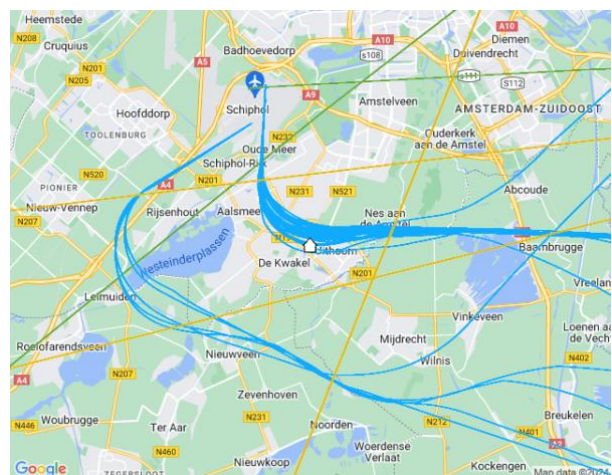 Heemstede
Cruquius
N208
N201
N205
Badhoevedorp
A10
A10
Diemen
s108
Duivendrecht
A5
A9
s111
S112
Schiphol
Amstelveen
AMSTERDAM-ZUIDOOST
Hoofddorp
TOOLENBURG
N232
Oude Meer
Ouderkerk
aan de Amstel
Schiphol-Rijk
N520
A4
N201
N231
N521
PIONIER
Abcoude
Nieuw-Vennep
N207
Rijsenhout
Aalsmeer
Nes aan
de Amstel
Uithoorn
Baambrugge
De Kwakel
N201
Vreeland
Leimuiden
Vinkeveen
Loenen aan
de Vecht
Mijdrecht
Roelofarendsveen
Nieuwveen
Wilnis
N402
A4
N207
Zevenhoven
N231
N212
Breukelen
N446
Woubrugge
Ter Aar
Noorden
N401
A2
N460
Woerdense
Verlaat
Nieuwkoop
Kockengen
Google
Map data ©202